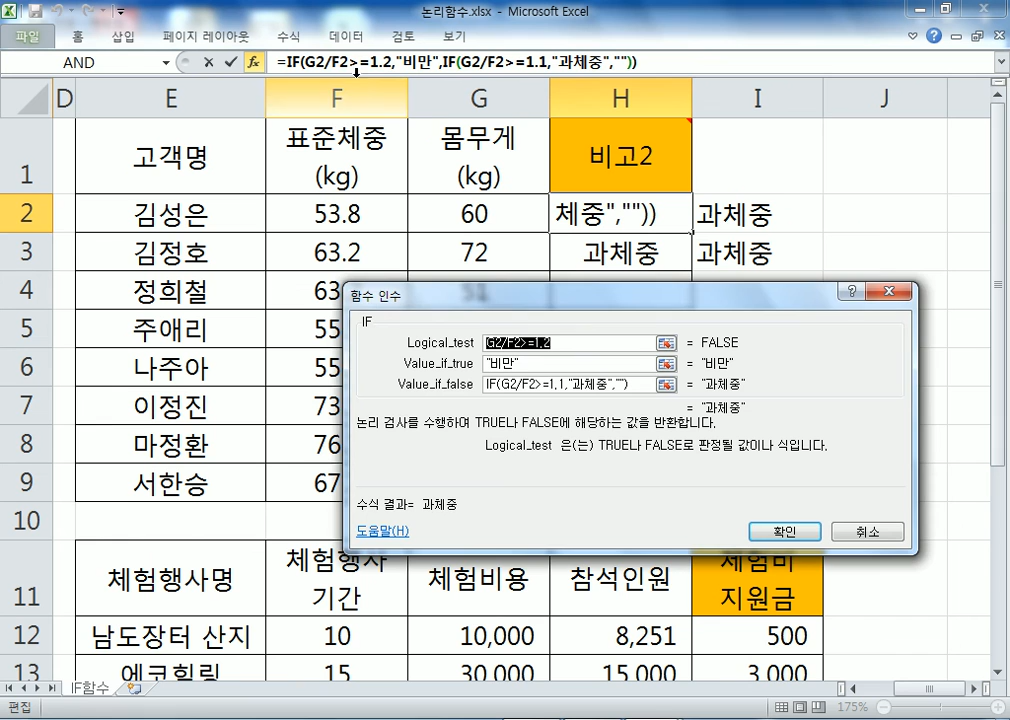 논리함수.xlsx - Microsoft Excel
파일 홈 삽입 페이지 레이아웃 수식 데이터 검토 보기
AND =IF(G2/F2>=1.2,"비만",IF(G2/F2>=1.1,"과체중",""))
D E F G H I J
1 고객명 표준체중 (kg) 몸무게 (kg) 비고2
2 김성은 53.8 60 체중","")) 과체중
3 김정호 63.2 72 과체중 과체중
4 정희철 63 51
5 주애리 55
6 나주아 55
7 이정진 73
8 마정환 76
9 서한승 67
10
함수 인수
IF
Logical_test G2/F2>=1,2 = FALSE
Value_if_true "비만" = "비만"
Value_if_false IF(G2/F2>=1,1,"과체중","") = "과체중"
= "과체중"
논리 검사를 수행하여 TRUE나 FALSE에 해당하는 값을 반환합니다.
Logical_test 은(는) TRUE나 FALSE로 판정될 값이나 식입니다.
수식 결과= 과체중
도움말(H) 확인 취소
11 체험행사명 체험행사 기간 체험비용 참석인원 체험비 지원금
12 남도장터 산지 10 10,000 8,251 500
13 에코힐링 15 30,000 15,000 3,000
IF함수
편집 175%